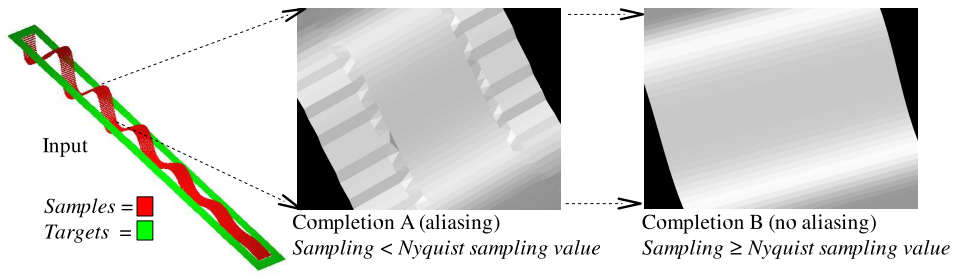 Input
Samples =
Targets =
Completion A (aliasing)
Sampling < Nyquist sampling value
Completion B (no aliasing)
Sampling ≥ Nyquist sampling value